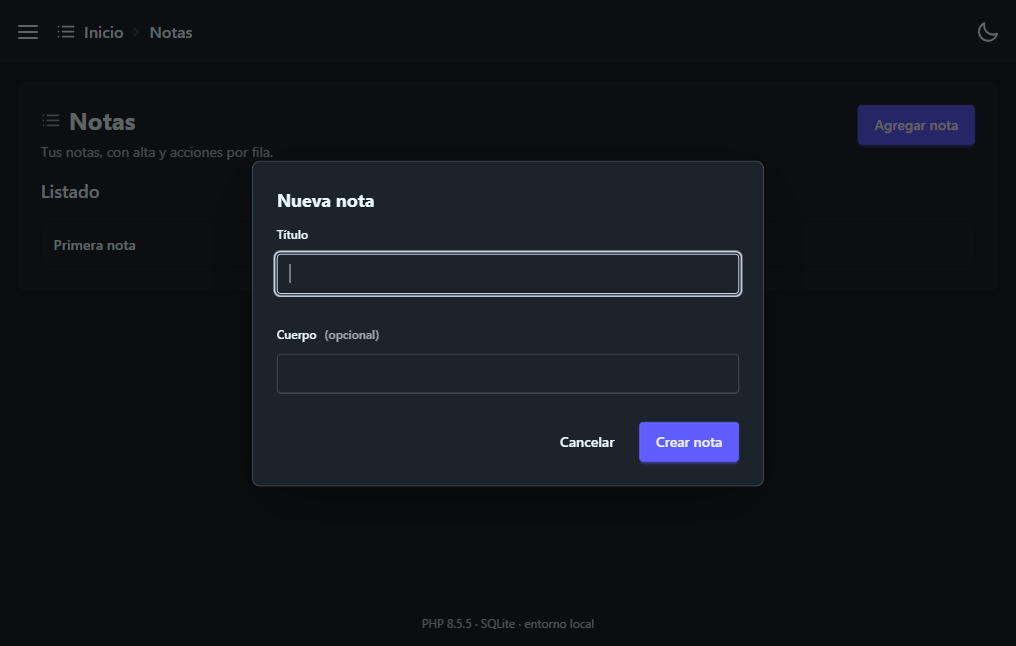 Inicio > Notas
Notas
Agregar nota
Tus notas, con alta y acciones por fila.
Listado
Primera nota
Nueva nota
Título
Cuerpo (opcional)
Cancelar
Crear nota
PHP 8.5.5 · SQLite · entorno local